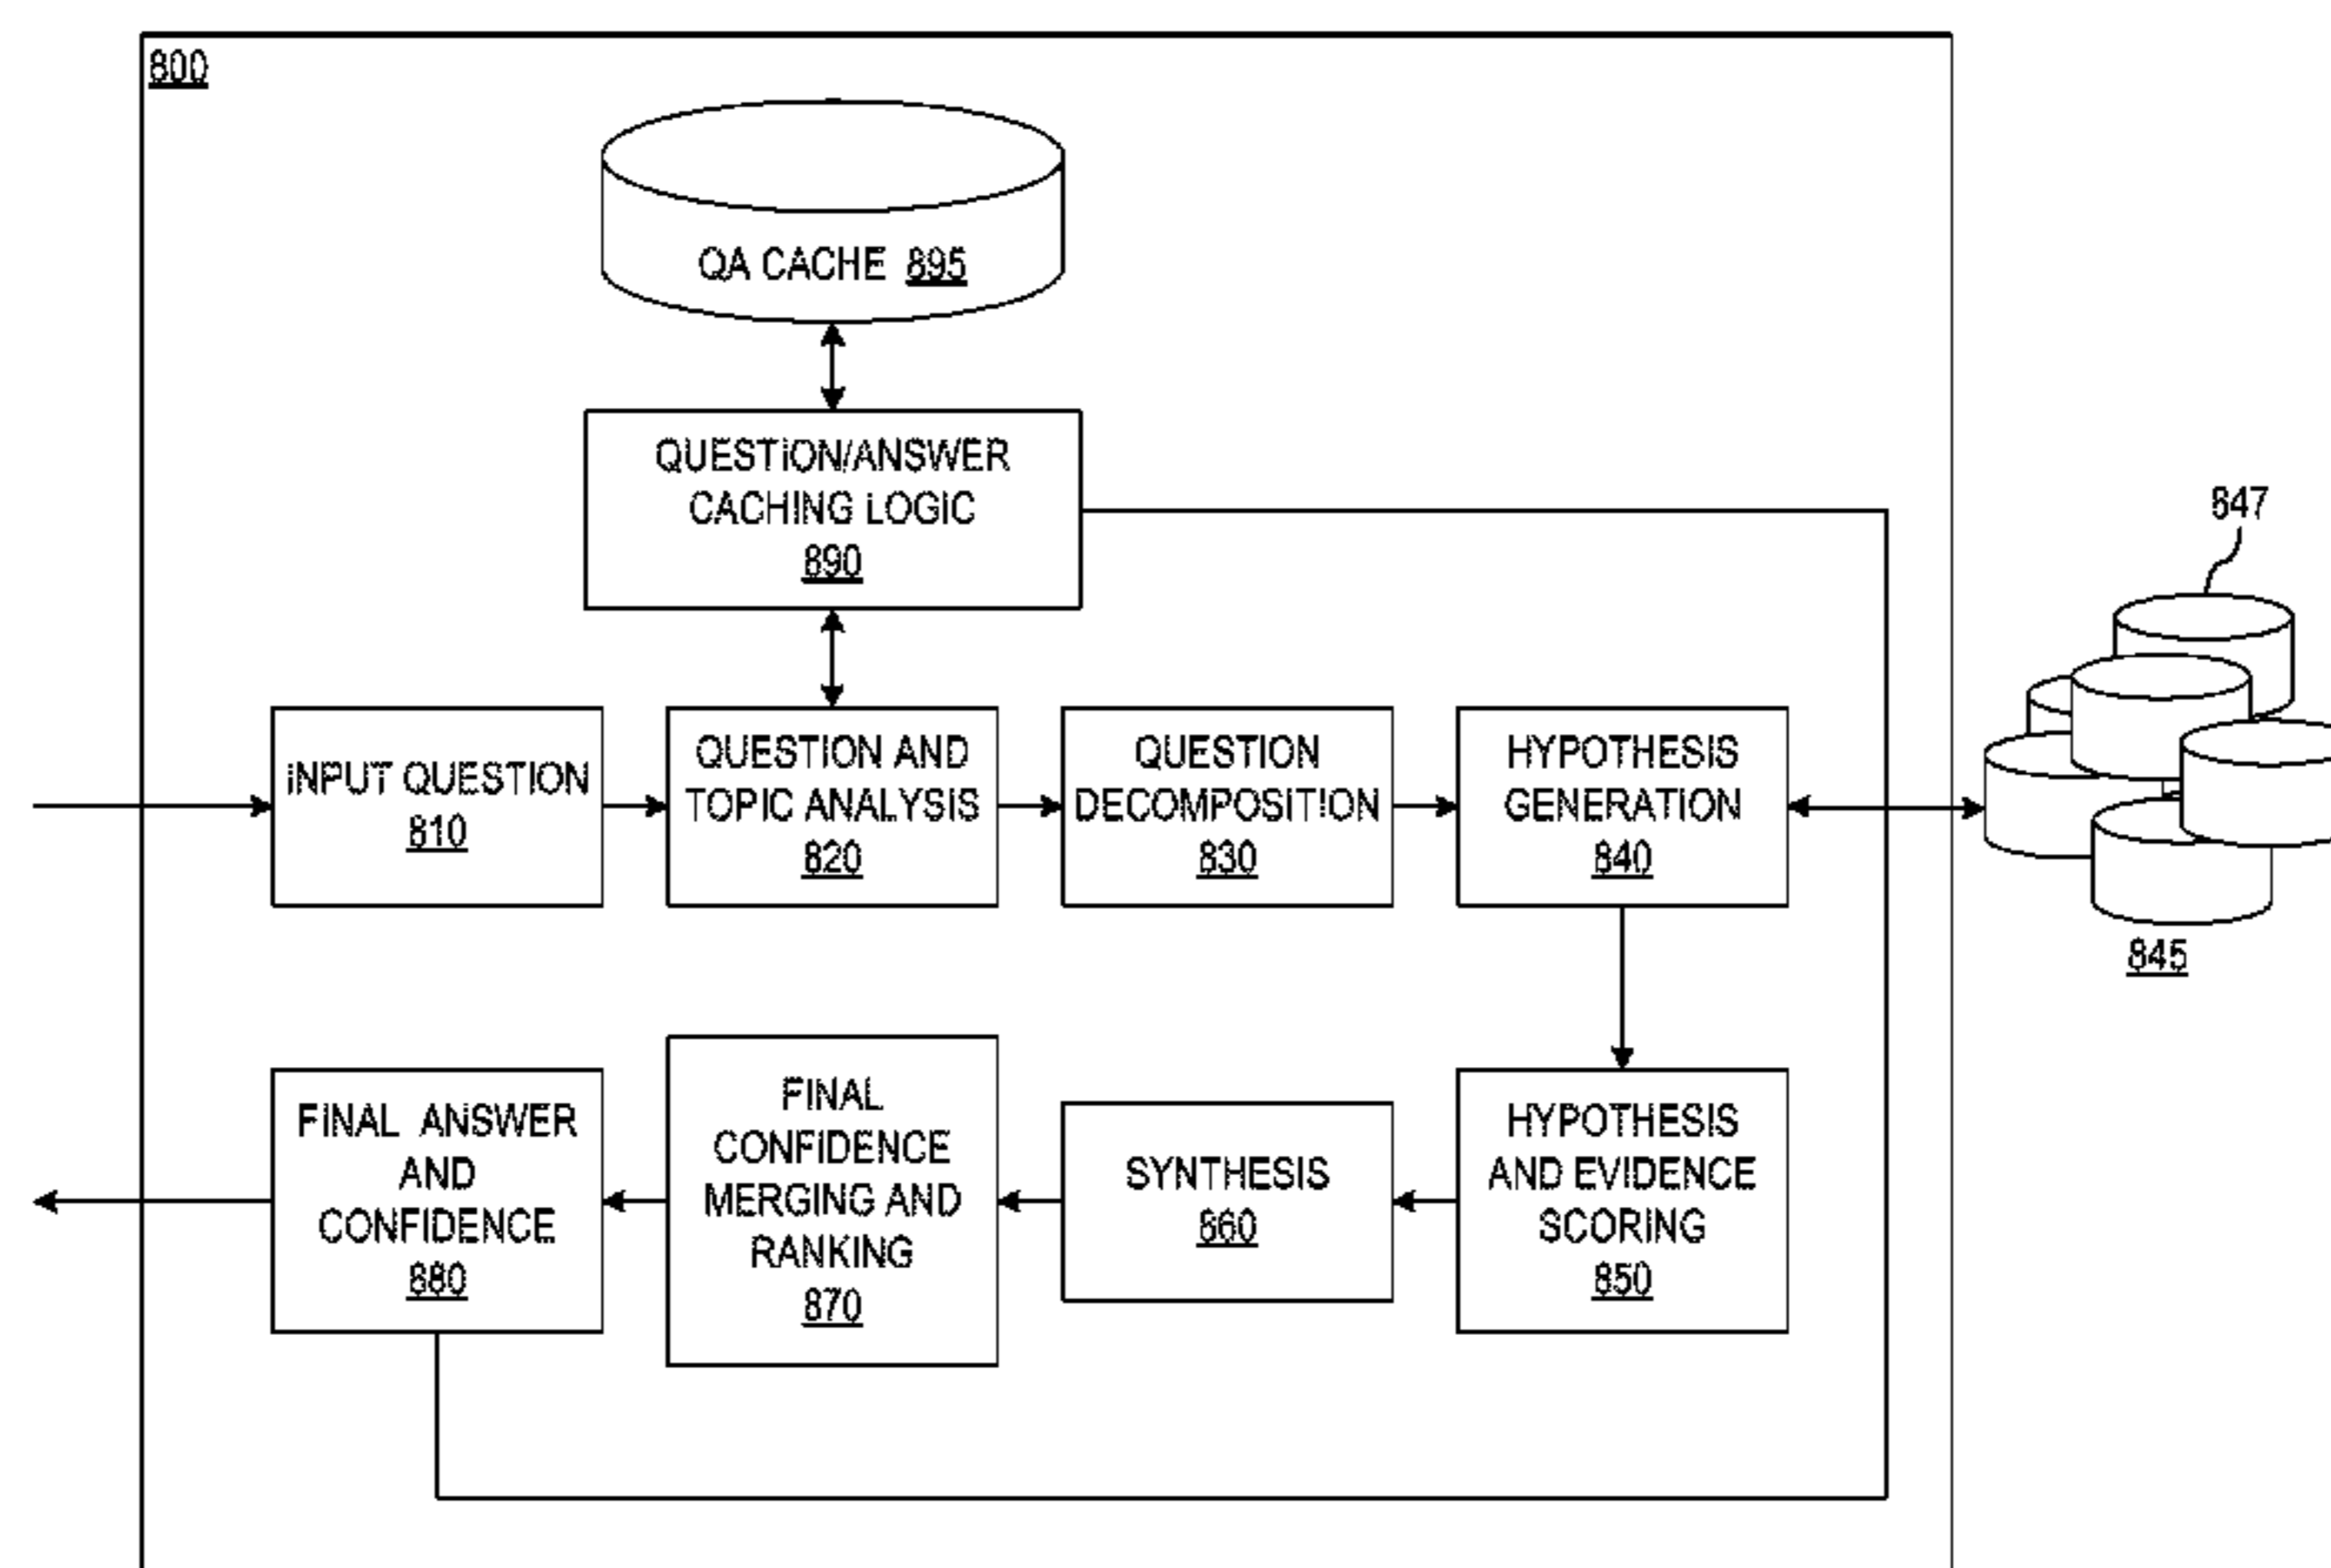 800
QA CACHE 895
QUESTION/ANSWER
CACHING LOGIC
890
847
INPUT QUESTION
810
QUESTION AND
TOPIC ANALYSIS
820
QUESTION
DECOMPOSITION
830
HYPOTHESIS
GENERATION
840
845
FINAL ANSWER
AND
CONFIDENCE
880
FINAL
CONFIDENCE
MERGING AND
RANKING
870
SYNTHESIS
860
HYPOTHESIS
AND EVIDENCE
SCORING
850